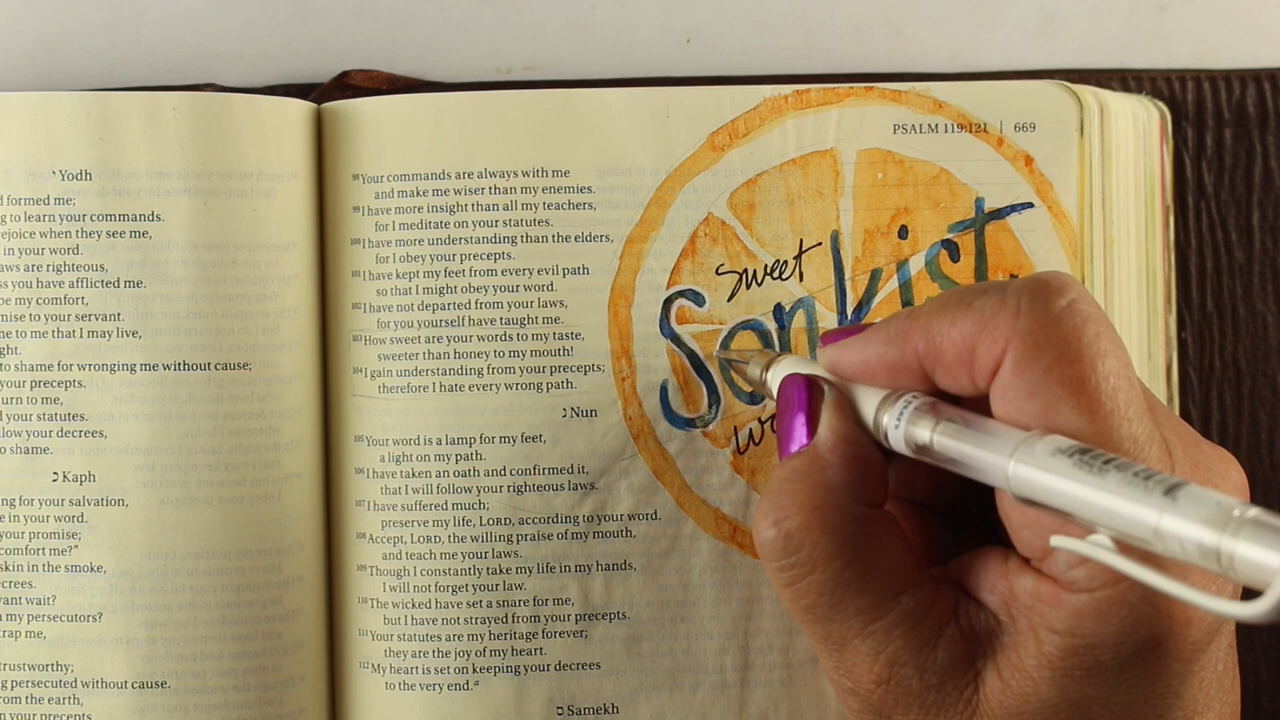 ʼYodh
d formed me;
g to learn your commands.
rejoice when they see me,
in your word.
aws are righteous,
ss you have afflicted me.
be my comfort,
mise to your servant.
me to me that I may live,
ght.
to shame for wronging me without cause;
your precepts.
urn to me,
d your statutes.
llow your decrees,
o shame.
כ Kaph
ng for your salvation,
e in your word.
your promise;
comfort me?”
skin in the smoke,
crees.
vant wait?
n my persecutors?
trap me,
trustworthy;
g persecuted without cause.
from the earth,
n your precepts.
PSALM 119:121 | 669
98 Your commands are always with me
and make me wiser than my enemies.
99 I have more insight than all my teachers,
for I meditate on your statutes.
100 I have more understanding than the elders,
for I obey your precepts.
101 I have kept my feet from every evil path
so that I might obey your word.
102 I have not departed from your laws,
for you yourself have taught me.
103 How sweet are your words to my taste,
sweeter than honey to my mouth!
104 I gain understanding from your precepts;
therefore I hate every wrong path.
נ Nun
105 Your word is a lamp for my feet,
a light on my path.
106 I have taken an oath and confirmed it,
that I will follow your righteous laws.
107 I have suffered much;
preserve my life, LORD, according to your word.
108 Accept, LORD, the willing praise of my mouth,
and teach me your laws.
109 Though I constantly take my life in my hands,
I will not forget your law.
110 The wicked have set a snare for me,
but I have not strayed from your precepts.
111 Your statutes are my heritage forever;
they are the joy of my heart.
112 My heart is set on keeping your decrees
to the very end.a
ס Samekh
sweet
Sonkist